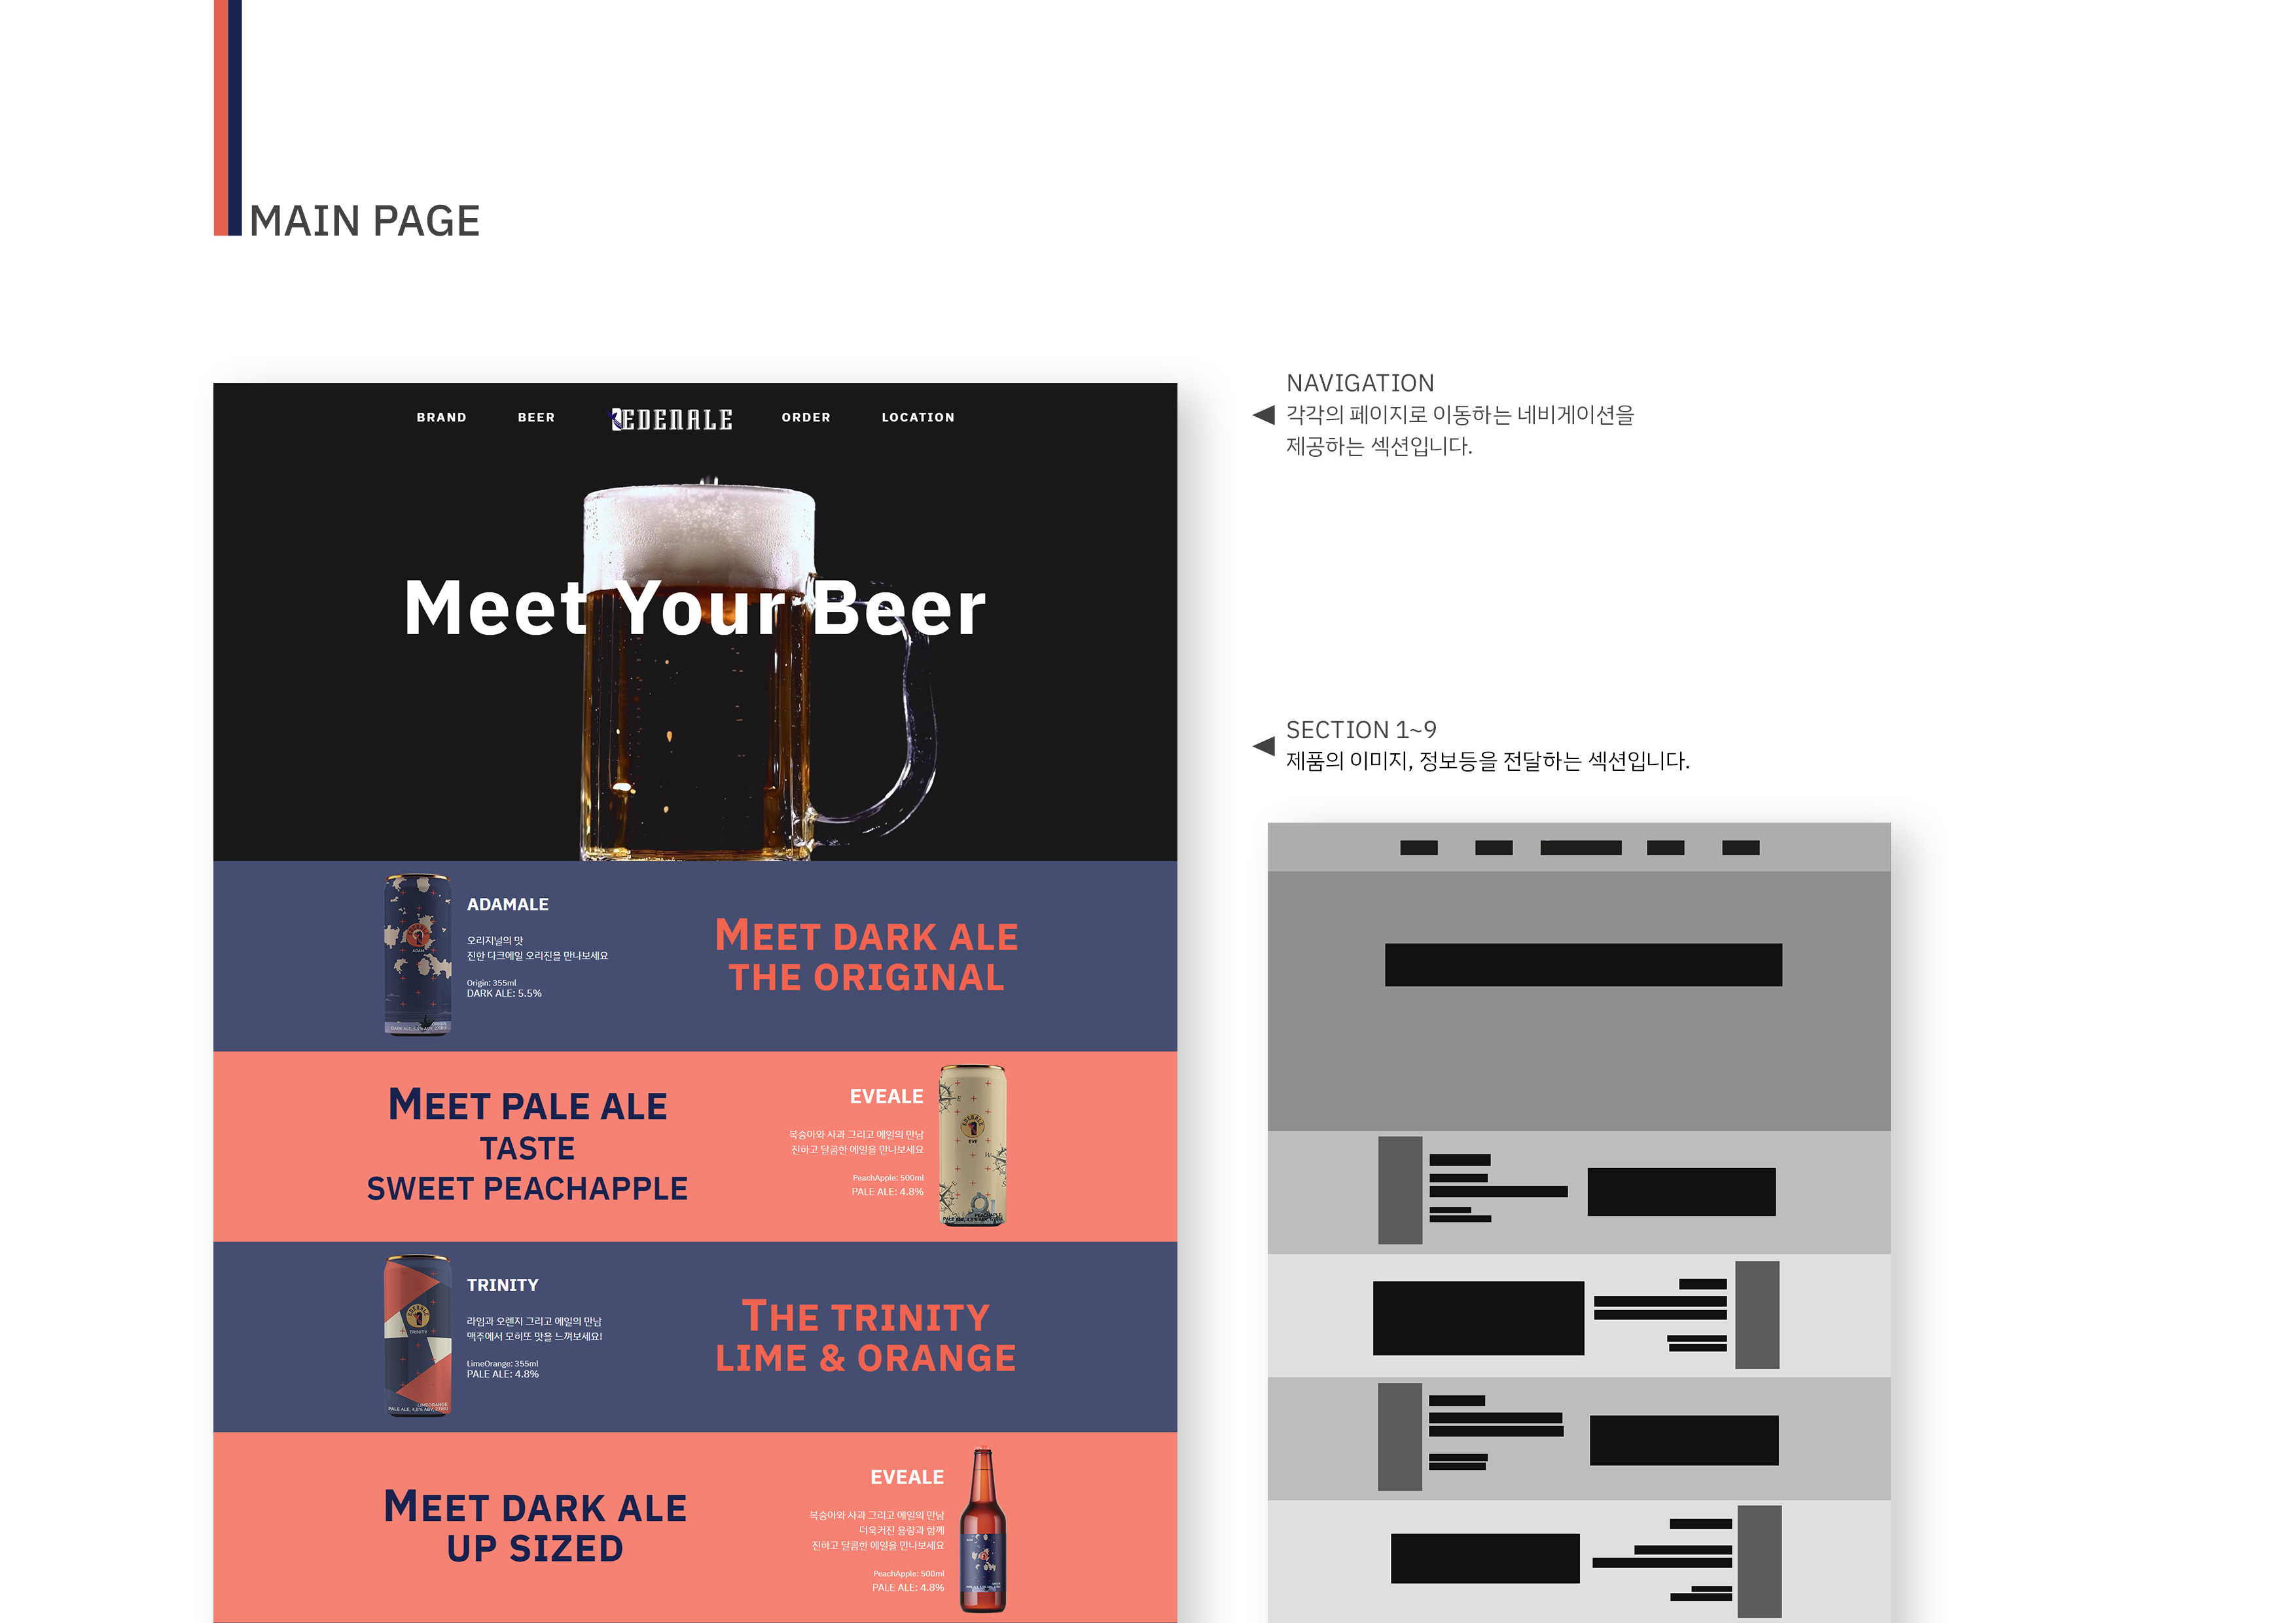 MAIN PAGE
BRAND BEER EDENALE ORDER LOCATION
Meet Your Beer
NAVIGATION
각각의 페이지로 이동하는 네비게이션을
제공하는 섹션입니다.
SECTION 1~9
제품의 이미지, 정보등을 전달하는 섹션입니다.
ADAMALE
오리지널의 맛
진한 다크에일 오리진을 만나보세요
Origin: 355ml
DARK ALE: 5.5%
MEET DARK ALE
THE ORIGINAL
ADAM
MEET PALE ALE
TASTE
SWEET PEACHAPPLE
EVEALE
복숭아와 사과 그리고 에일의 만남
진하고 달콤한 에일을 만나보세요
PeachApple: 500ml
PALE ALE: 4.8%
EVE
TRINITY
라임과 오렌지 그리고 에일의 만남
맥주에서 모히또 맛을 느껴보세요!
LimeOrange: 355ml
PALE ALE: 4.8%
TRINITY
LIMEORANGE
THE TRINITY
LIME & ORANGE
MEET DARK ALE
UP SIZED
EVEALE
복숭아와 사과 그리고 에일의 만남
더욱커진 용량과 함께
진하고 달콤한 에일을 만나보세요
PeachApple: 500ml
PALE ALE: 4.8%